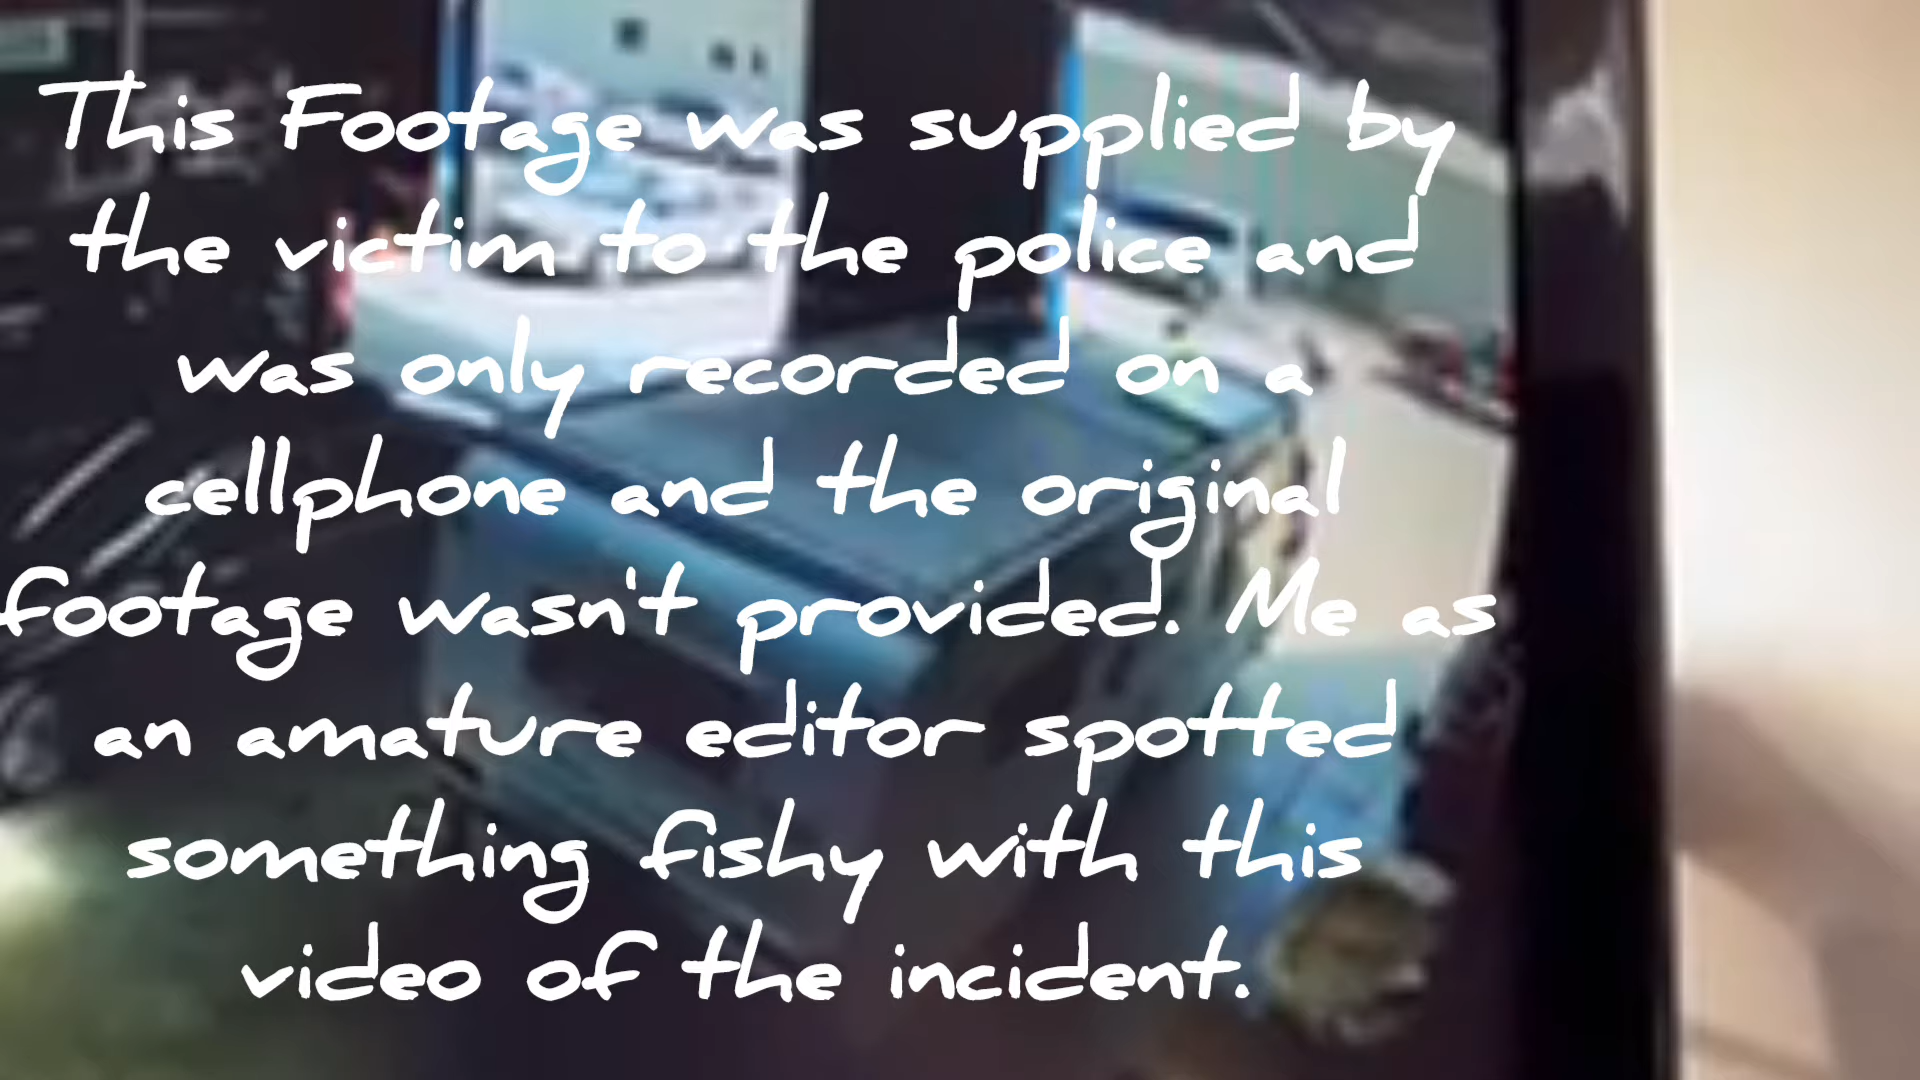 This Footage was supplied by
the victim to the police and
was only recorded on a
cellphone and the original
footage wasn't provided. Me as
an amature editor spotted
something fishy with this
video of the incident.